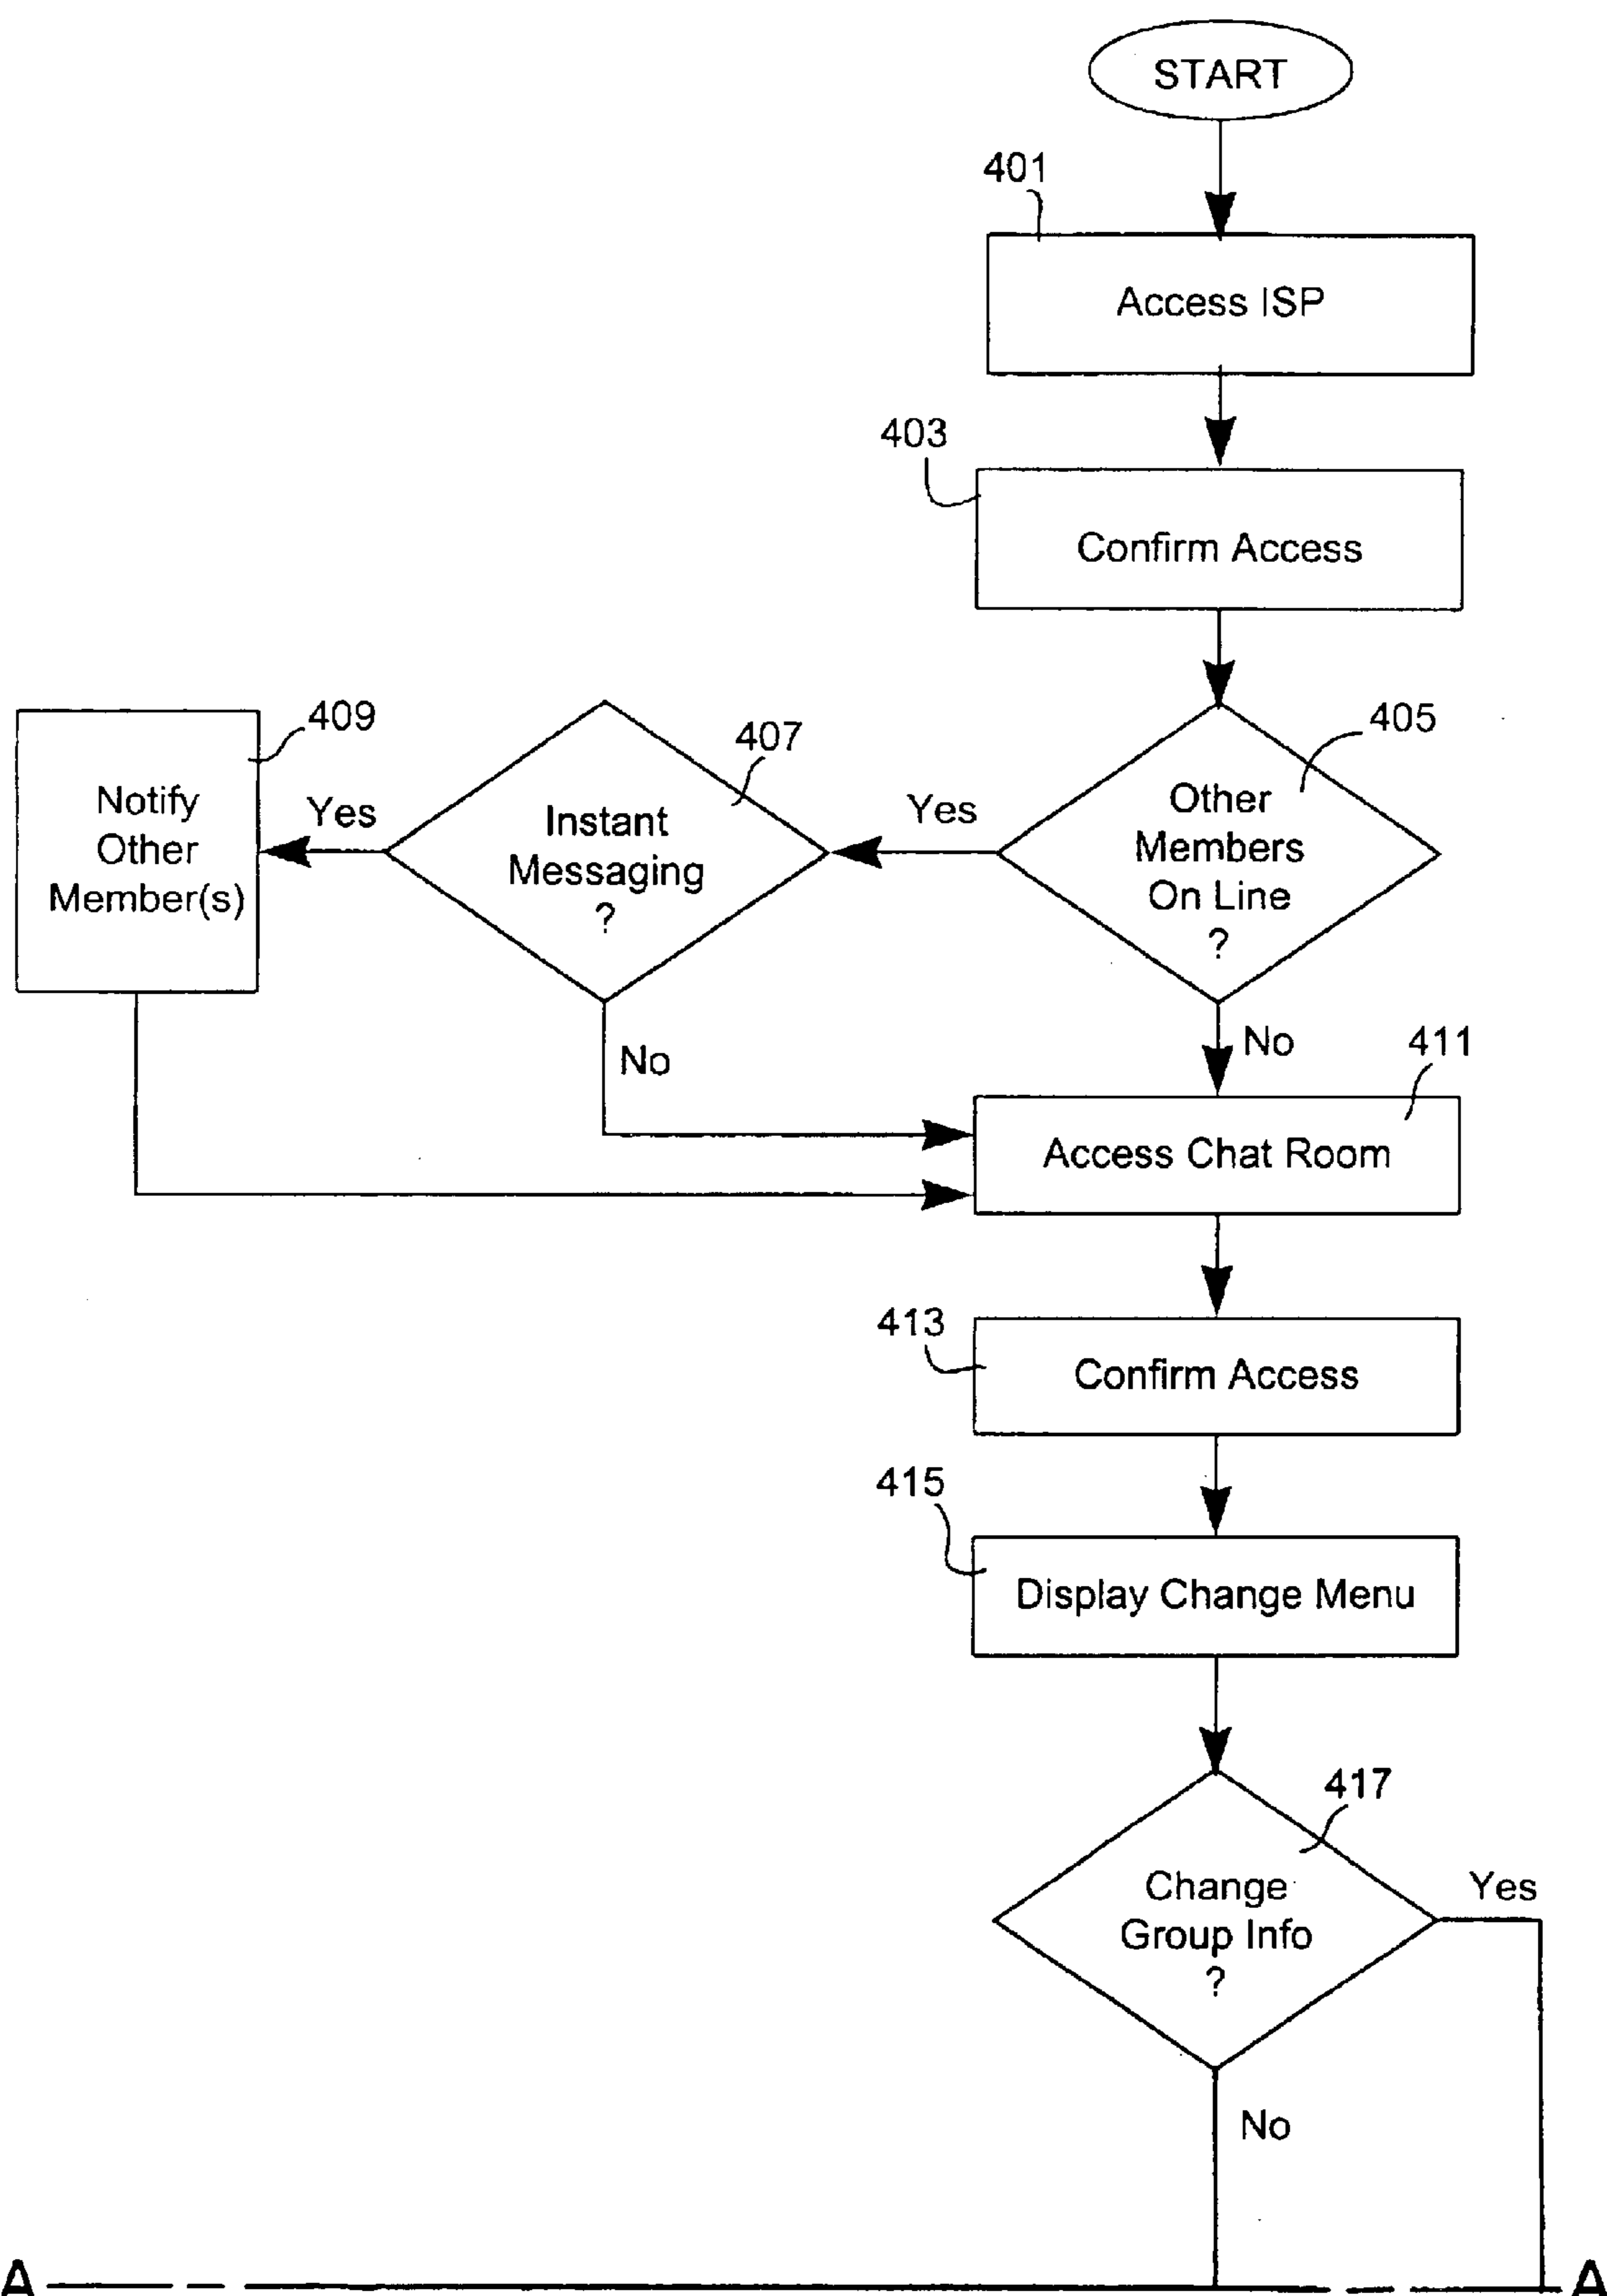 START
401
Access ISP
403
Confirm Access
409
407
405
Notify
Other
Member(s)
Yes
Instant
Messaging
?
Yes
Other
Members
On Line
?
No
No
411
Access Chat Room
413
Confirm Access
415
Display Change Menu
417
Change
Group Info
?
Yes
No
A
A